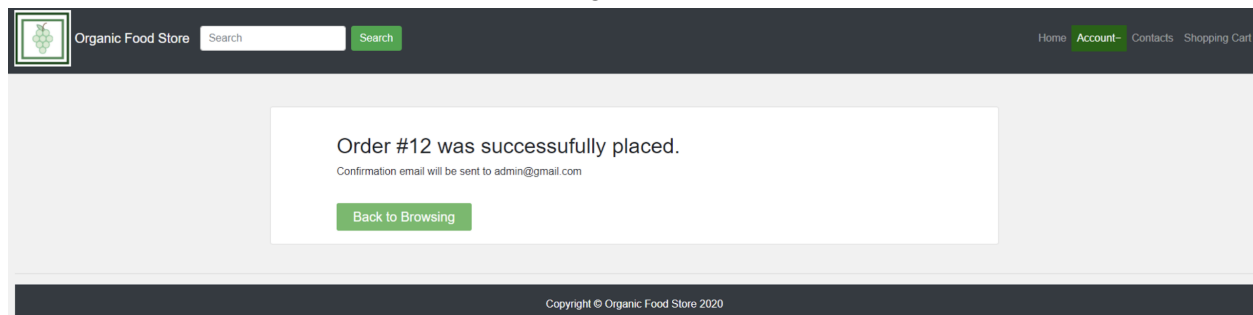 Organic Food Store Search Search Home Account Contacts Shopping Cart
Order #12 was successufully placed.
Confirmation email will be sent to admin@gmail.com
Back to Browsing
Copyright © Organic Food Store 2020